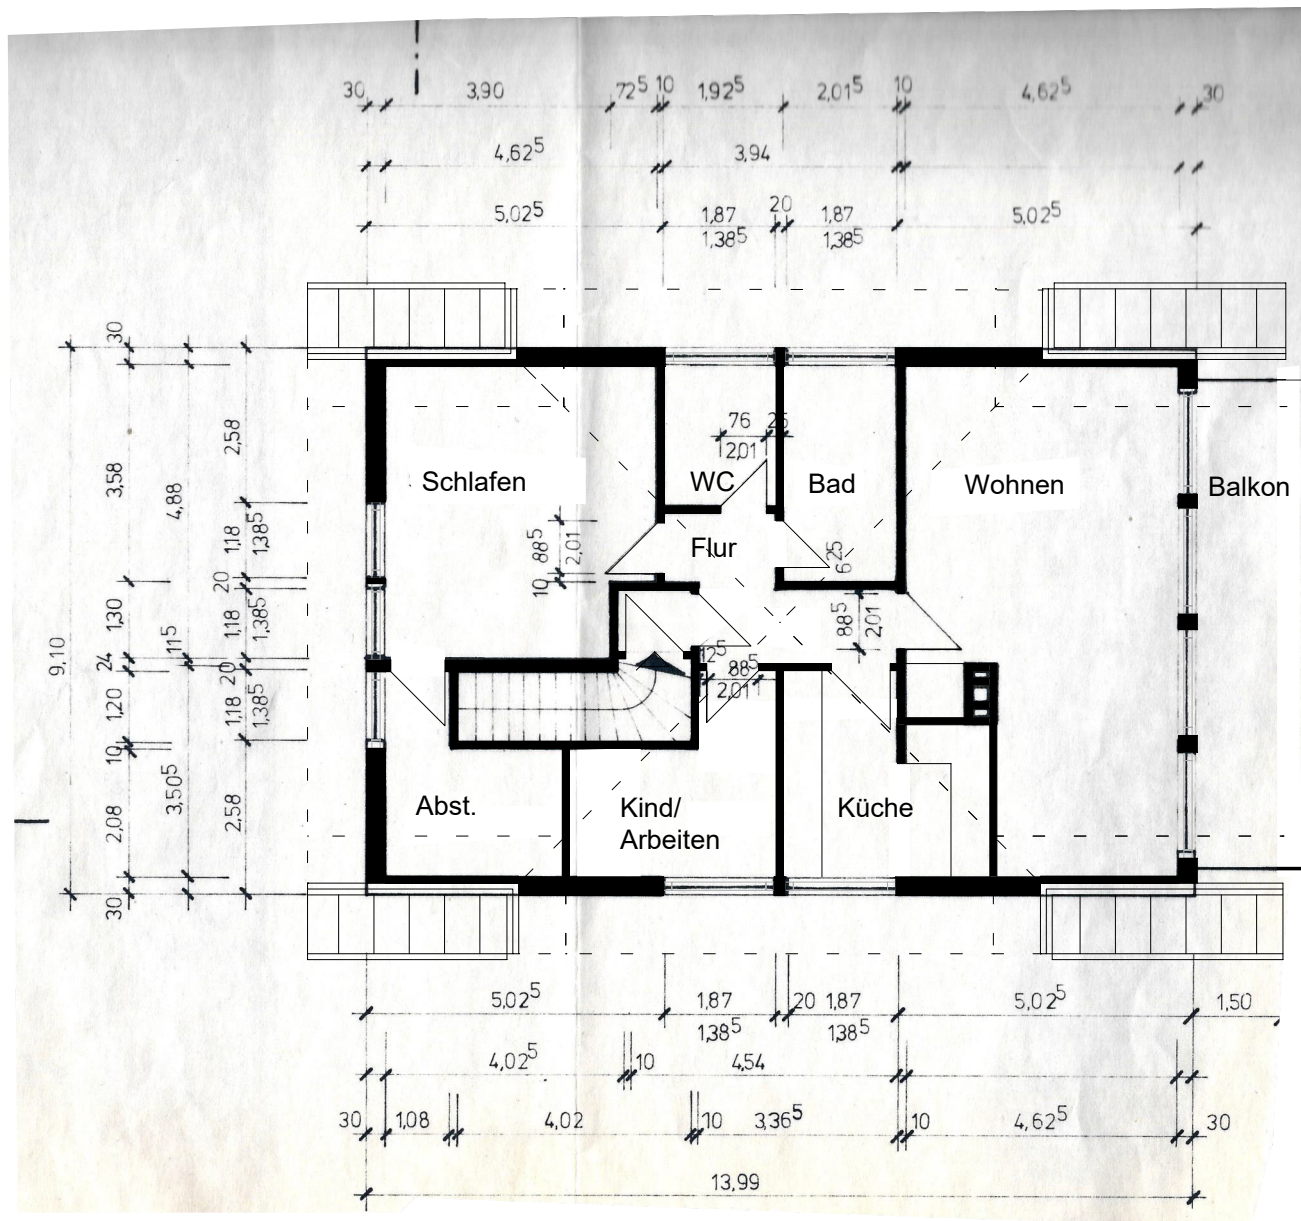 30 3,90 72⁵ 10 1,92⁵ 2,01⁵ 10 4,62⁵ 30
4,62⁵ 3,94
5,02⁵ 1,87 20 1,87 5,02⁵
1,38⁵ 1,38⁵
30
2,58
3,58
4,88
1,18
1,38⁵
20
1,30
1,18
1,38⁵
9,10
24
11⁵
20
1,20
1,18
1,38⁵
10
3,50⁵
2,08
2,58
30
76 26
2,01
Schlafen
WC
Bad
Wohnen
Balkon
Flur
88⁵
2,01
10
625
88⁵
2,01
12⁵
88⁵
2,01
Abst.
Kind/
Arbeiten
Küche
5,02⁵ 1,87 20 1,87 5,02⁵ 1,50
1,38⁵ 1,38⁵
4,02⁵ 10 4,54
30 1,08 4,02 10 3,36⁵ 10 4,62⁵ 30
13,99